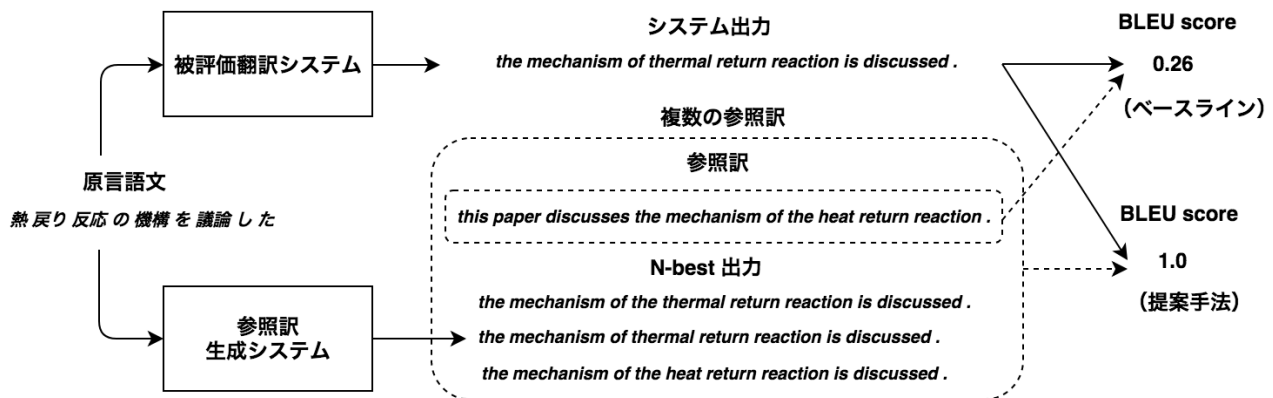 システム出力
BLEU score
被評価翻訳システム
the mechanism of thermal return reaction is discussed .
0.26
（ベースライン）
複数の参照訳
参照訳
原言語文
this paper discusses the mechanism of the heat return reaction .
熱 戻り 反応 の 機構 を 議論 し た
BLEU score
N-best 出力
1.0
the mechanism of the thermal return reaction is discussed .
（提案手法）
参照訳
生成システム
the mechanism of thermal return reaction is discussed .
the mechanism of the heat return reaction is discussed .